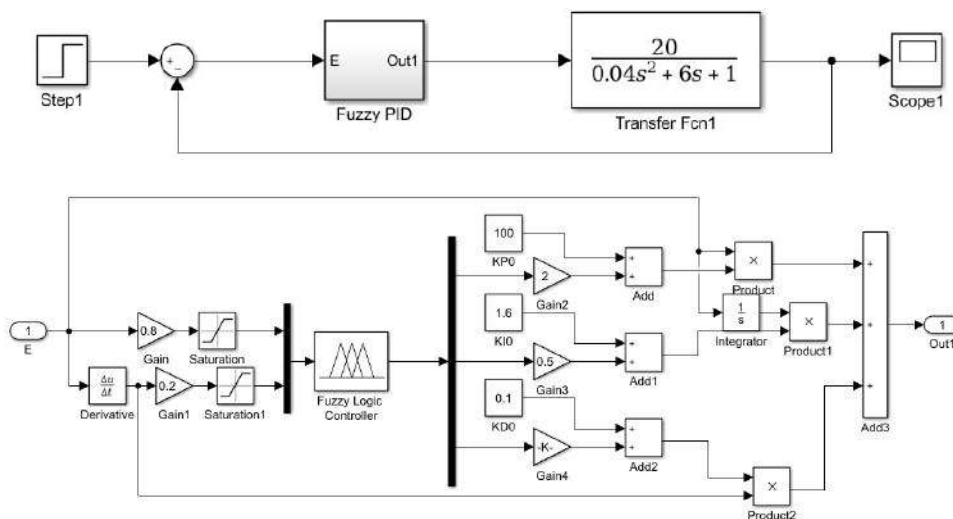 Step1
+
−
E
Out1
Fuzzy PID
20
0.04s² + 6s + 1
Transfer Fcn1
Scope1
1
E
0.8
Gain
Saturation
Δu
Δt
Derivative
0.2
Gain1
Saturation1
Fuzzy Logic
Controller
100
KP0
2
Gain2
+
+
Add
1.6
KI0
0.5
Gain3
+
+
Add1
0.1
KD0
-K-
Gain4
+
+
Add2
×
Product
1
s
Integrator
×
Product1
×
Product2
+
+
+
Add3
1
Out1